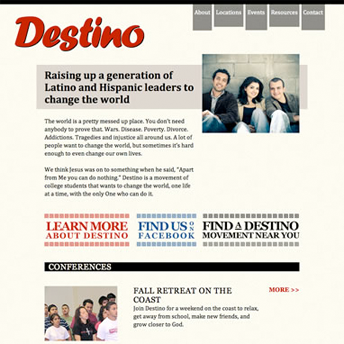 Destino
About Locations Events Resources Contact
Raising up a generation of
Latino and Hispanic leaders to
change the world
The world is a pretty messed up place. You don't need
anybody to prove that. Wars. Disease. Poverty. Divorce.
Addictions. Tragedies and injustice all around us. A lot of
people want to change the world, but sometimes it's hard
enough to even change our own lives.
We think Jesus was on to something when he said, "Apart
from Me you can do nothing." Destino is a movement of
college students that wants to change the world, one life
at a time, with the only One who can do it.
LEARN MORE
ABOUT DESTINO
FIND US ON
FACEBOOK
FIND A DESTINO
MOVEMENT NEAR YOU
CONFERENCES
FALL RETREAT ON THE
COAST
MORE >>
Join Destino for a weekend on the coast to relax,
get away from school, make new friends, and
grow closer to God.